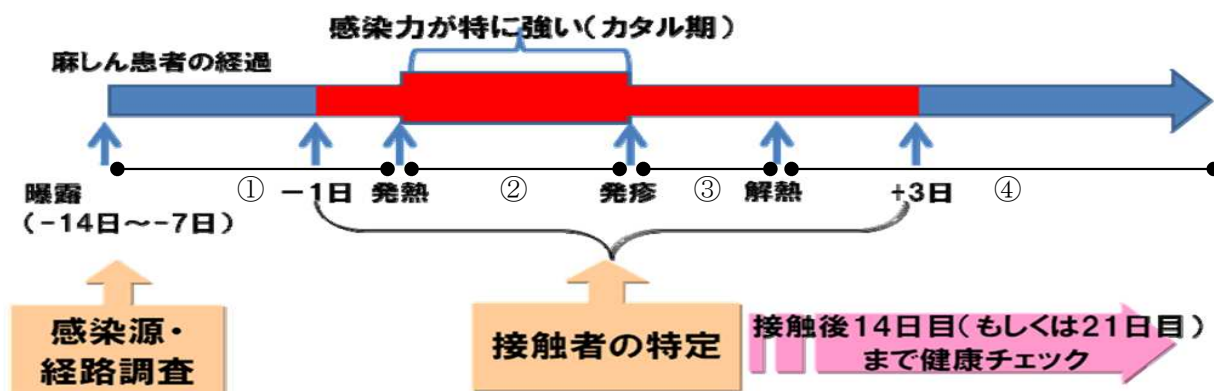 感染力が特に強い(カタル期)
麻しん患者の経過
① ② ③ ④
曝露 -1日 発熱 発疹 解熱 +3日
(-14日～-7日)
感染源・
経路調査
接触者の特定
接触後14日目(もしくは21日目)
まで健康チェック